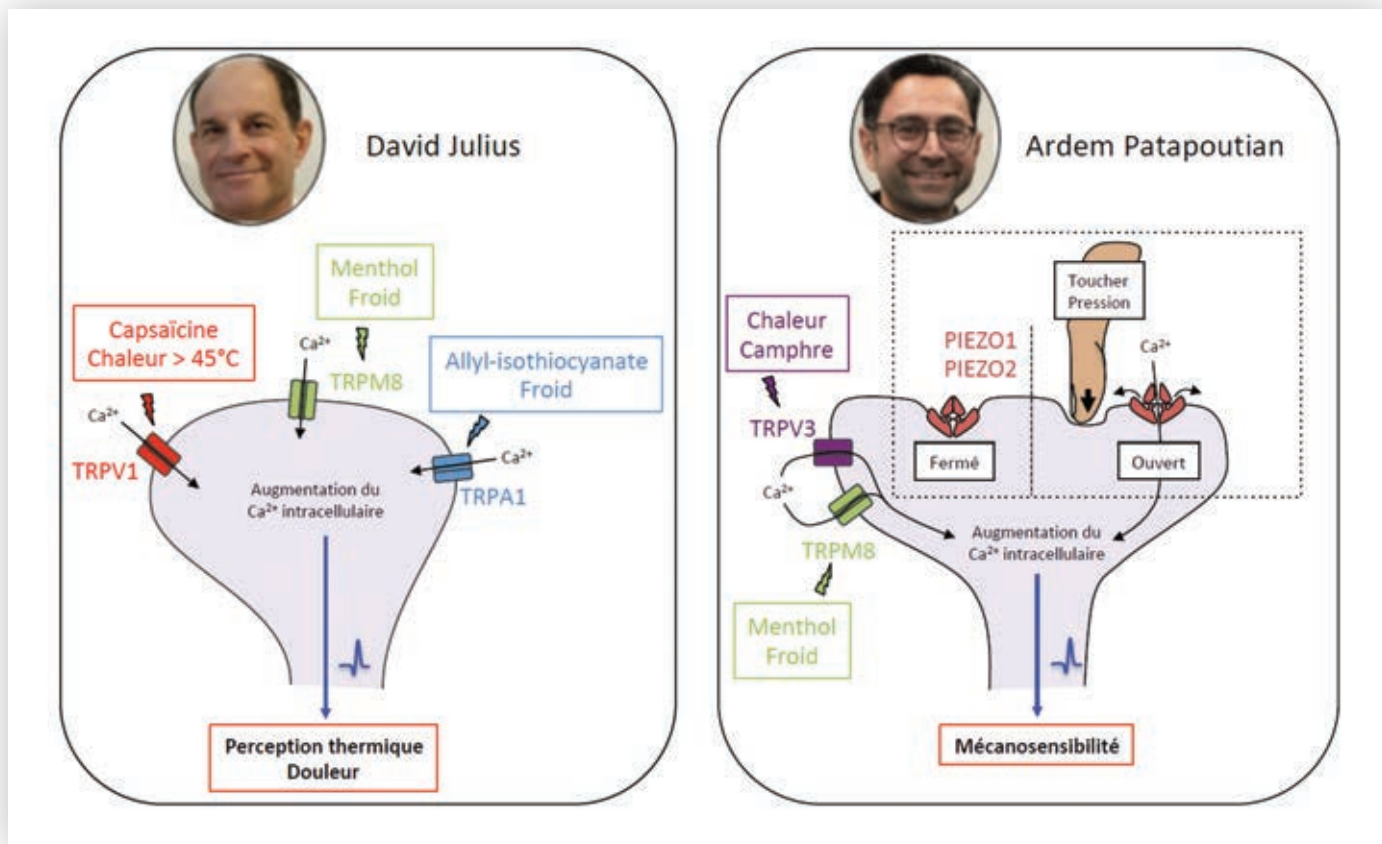 David Julius
Menthol
Froid
Capsaïcine
Chaleur > 45°C
Ca²⁺
TRPM8
Allyl-isothiocyanate
Froid
Ca²⁺
TRPV1
Ca²⁺
TRPA1
Augmentation du
Ca²⁺ intracellulaire
Perception thermique
Douleur
Ardem Patapoutian
Toucher
Pression
Chaleur
Camphre
PIEZO1
PIEZO2
Ca²⁺
TRPV3
Fermé
Ouvert
Ca²⁺
TRPM8
Augmentation du
Ca²⁺ intracellulaire
Menthol
Froid
Mécanosensibilité